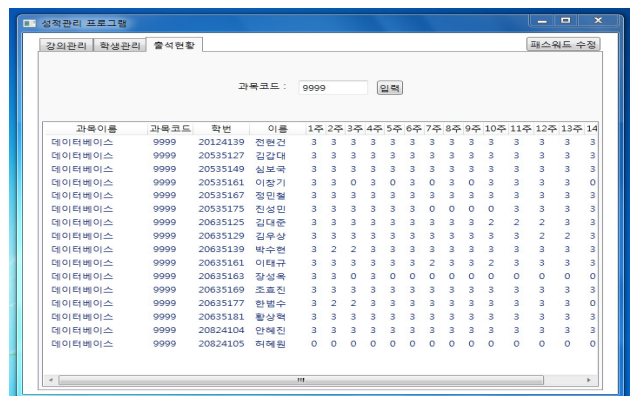 성적관리 프로그램
강의관리 학생관리 출석현황 패스워드 수정
과목코드 : 9999 입력
과목이름 과목코드 학번 이름 1주 2주 3주 4주 5주 6주 7주 8주 9주 10주 11주 12주 13주 14
데이터베이스 9999 20124139 전현건 3 3 3 3 3 3 3 3 3 3 3 3 3 3
데이터베이스 9999 20535127 김갑대 3 3 3 3 3 3 3 3 3 3 3 3 3 3
데이터베이스 9999 20535149 심보국 3 3 3 3 3 3 3 3 3 3 3 3 3 3
데이터베이스 9999 20535161 이창기 3 3 0 3 0 3 0 3 0 3 3 3 3 0
데이터베이스 9999 20535167 정민철 3 3 3 3 3 3 3 3 3 3 3 3 3 3
데이터베이스 9999 20535175 진성민 3 3 3 3 3 3 0 0 0 0 3 3 3 3
데이터베이스 9999 20635125 김대준 3 3 3 3 3 3 3 3 3 2 2 2 3 3
데이터베이스 9999 20635129 김우상 3 3 3 3 3 3 3 3 3 3 2 2 2 3
데이터베이스 9999 20635139 박수현 3 2 2 3 3 3 3 3 3 3 3 3 3 3
데이터베이스 9999 20635161 이태규 3 3 3 3 3 3 2 3 3 2 3 3 3 3
데이터베이스 9999 20635163 장성욱 3 3 0 3 0 0 0 0 0 0 0 0 0 0
데이터베이스 9999 20635169 조효진 3 3 3 3 3 3 3 3 3 3 3 3 3 3
데이터베이스 9999 20635177 한범수 3 2 2 3 3 3 3 3 3 3 3 3 3 0
데이터베이스 9999 20635181 황상혁 3 3 3 3 3 3 3 3 3 3 3 3 3 3
데이터베이스 9999 20824104 안혜진 3 3 3 3 3 3 3 3 3 3 3 3 3 3
데이터베이스 9999 20824105 허혜원 0 0 0 0 0 0 0 0 0 0 0 0 0 0